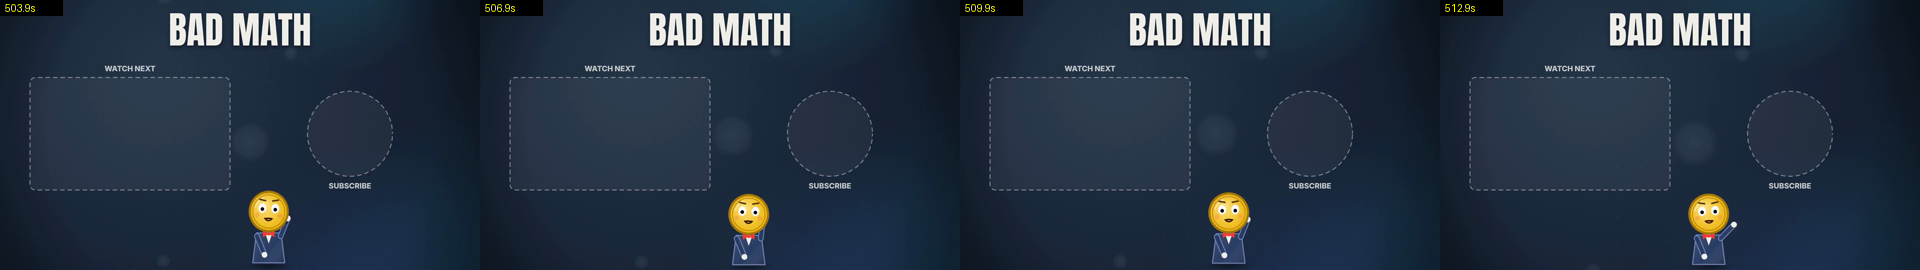 503.9s
BAD MATH
WATCH NEXT
SUBSCRIBE
506.9s
BAD MATH
WATCH NEXT
SUBSCRIBE
509.9s
BAD MATH
WATCH NEXT
SUBSCRIBE
512.9s
BAD MATH
WATCH NEXT
SUBSCRIBE